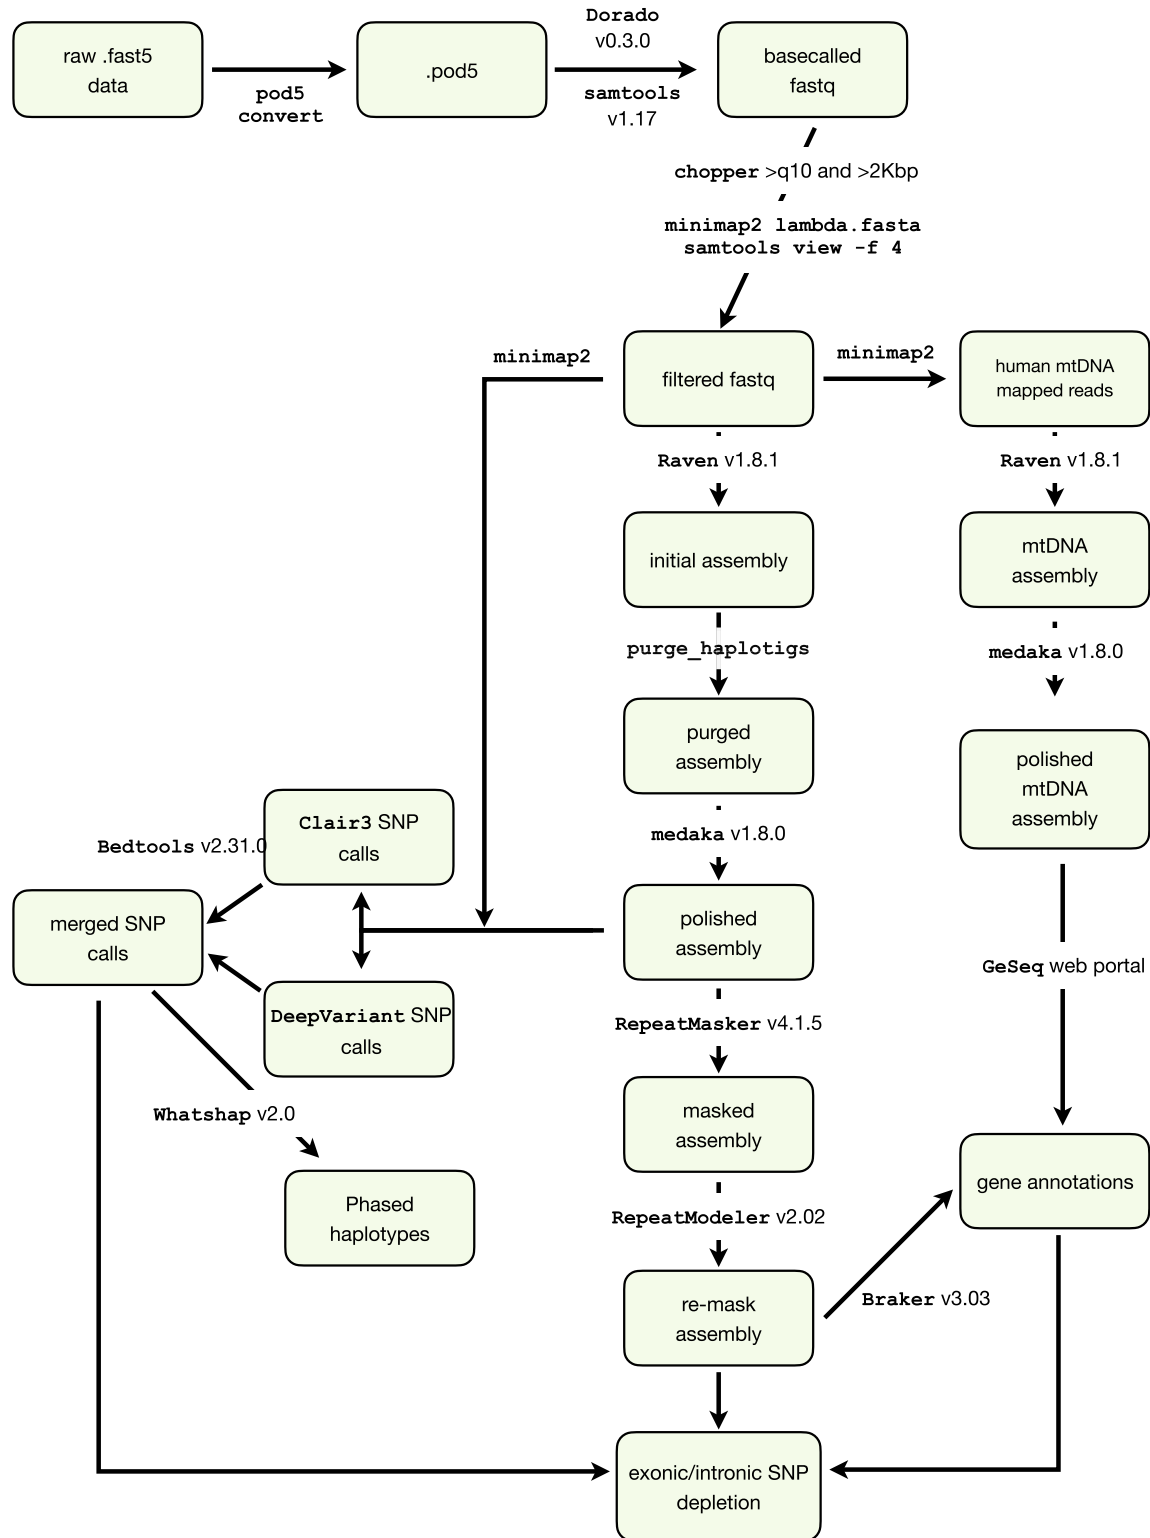 raw .fast5
data
pod5
convert
.pod5
Dorado
v0.3.0
samtools
v1.17
basecalled
fastq
chopper >q10 and >2Kbp
minimap2 lambda.fasta
samtools view -f 4
minimap2
filtered fastq
minimap2
human mtDNA
mapped reads
Raven v1.8.1
Raven v1.8.1
initial assembly
mtDNA
assembly
purge_haplotigs
medaka v1.8.0
purged
assembly
polished
mtDNA
assembly
medaka v1.8.0
Clair3 SNP
calls
Bedtools v2.31.0
merged SNP
calls
polished
assembly
GeSeq web portal
DeepVariant SNP
calls
RepeatMasker v4.1.5
Whatshap v2.0
masked
assembly
Phased
haplotypes
RepeatModeler v2.02
gene annotations
re-mask
assembly
Braker v3.03
exonic/intronic SNP
depletion